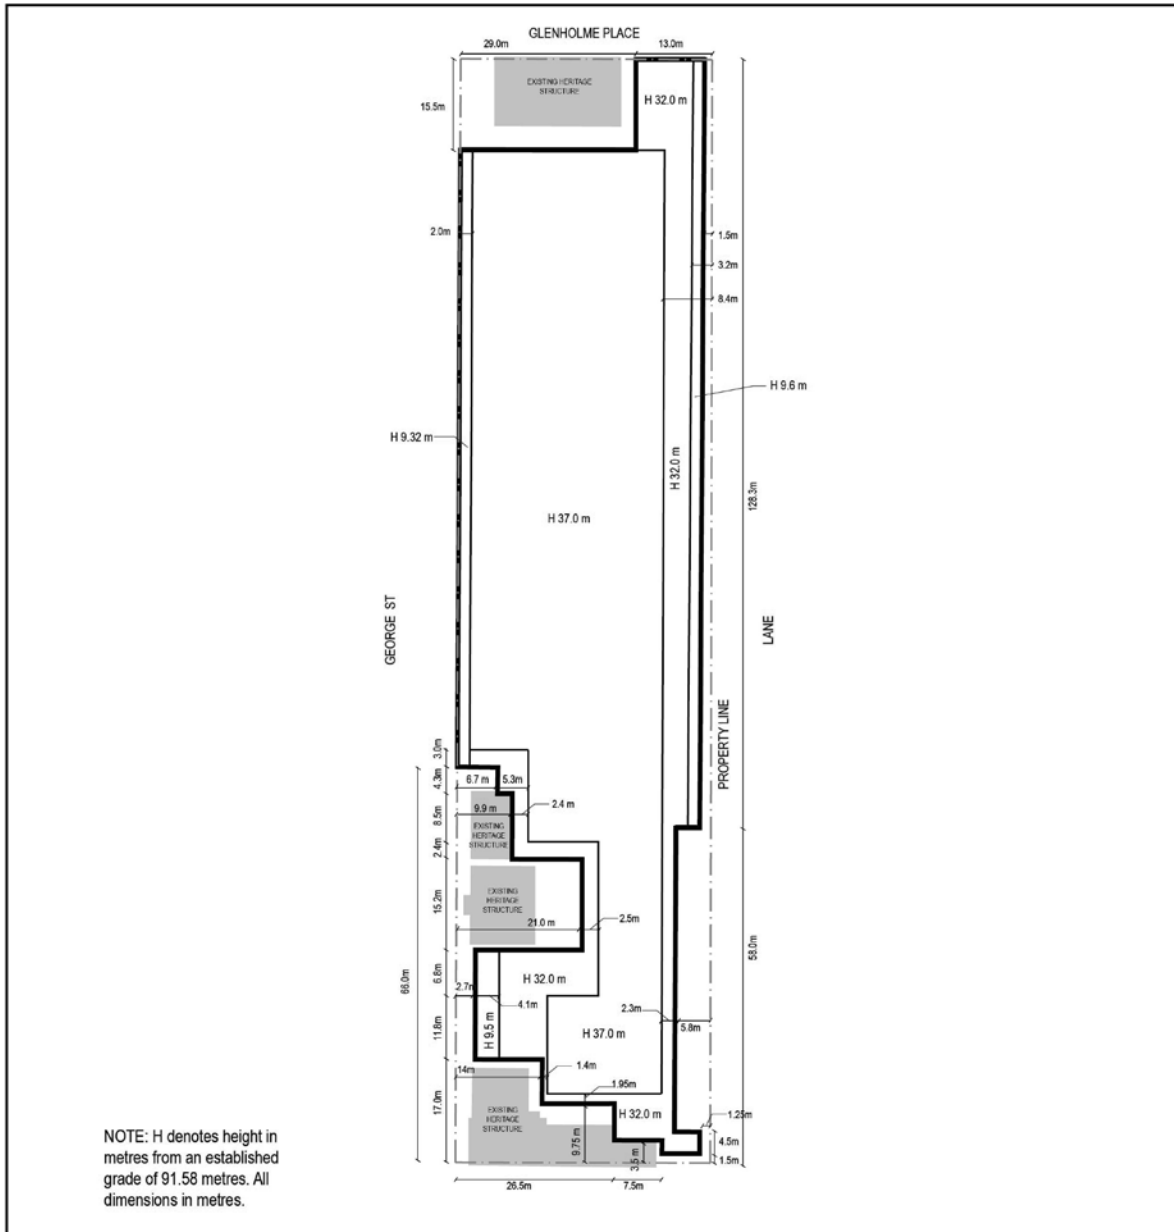 GLENHOLME PLACE
29.0m
13.0m
EXISTING HERITAGE
STRUCTURE
H 32.0 m
15.5m
2.0m
1.5m
3.2m
8.4m
H 9.6 m
H 9.32 m
H 32.0 m
128.3m
H 37.0 m
GEORGE ST
LANE
PROPERTY LINE
3.0m
4.3m
6.7 m
5.3m
8.5m
9.9 m
2.4 m
EXISTING
HERITAGE
STRUCTURE
2.4m
15.2m
EXISTING
HERITAGE
STRUCTURE
21.0 m
2.5m
58.0m
66.0m
6.8m
H 32.0 m
2.7m
4.1m
2.3m
5.8m
11.8m
H 9.5 m
H 37.0 m
14m
1.4m
1.95m
17.0m
EXISTING
HERITAGE
STRUCTURE
H 32.0 m
1.25m
9.75 m
4.5m
3.5 m
1.5m
26.5m
7.5m
NOTE: H denotes height in
metres from an established
grade of 91.58 metres. All
dimensions in metres.